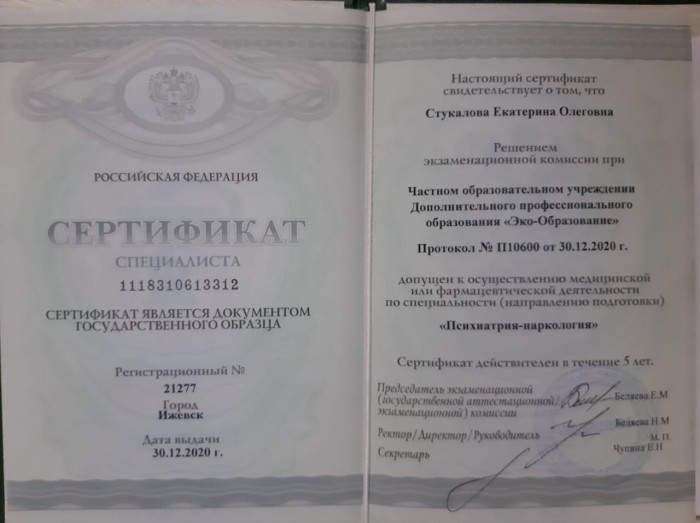 РОССИЙСКАЯ ФЕДЕРАЦИЯ
СЕРТИФИКАТ
СПЕЦИАЛИСТА
1118310613312
СЕРТИФИКАТ ЯВЛЯЕТСЯ ДОКУМЕНТОМ
ГОСУДАРСТВЕННОГО ОБРАЗЦА
Регистрационный №
21277
Город
Ижевск
Дата выдачи
30.12.2020 г.
Настоящий сертификат
свидетельствует о том, что
Стукалова Екатерина Олеговна
Решением
экзаменационной комиссии при
Частном образовательном учреждении
Дополнительного профессионального
образования «Эко-Образование»
Протокол № П10600 от 30.12.2020 г.
допущен к осуществлению медицинской
или фармацевтической деятельности
по специальности (направлению подготовки)
«Психиатрия-наркология»
Сертификат действителен в течение 5 лет.
Председатель экзаменационной
(государственной аттестационной/
экзаменационной) комиссии
Беляева Е.М
Ректор/Директор/Руководитель
Беляева Н.М
М. П.
Секретарь
Чупина Е.Н